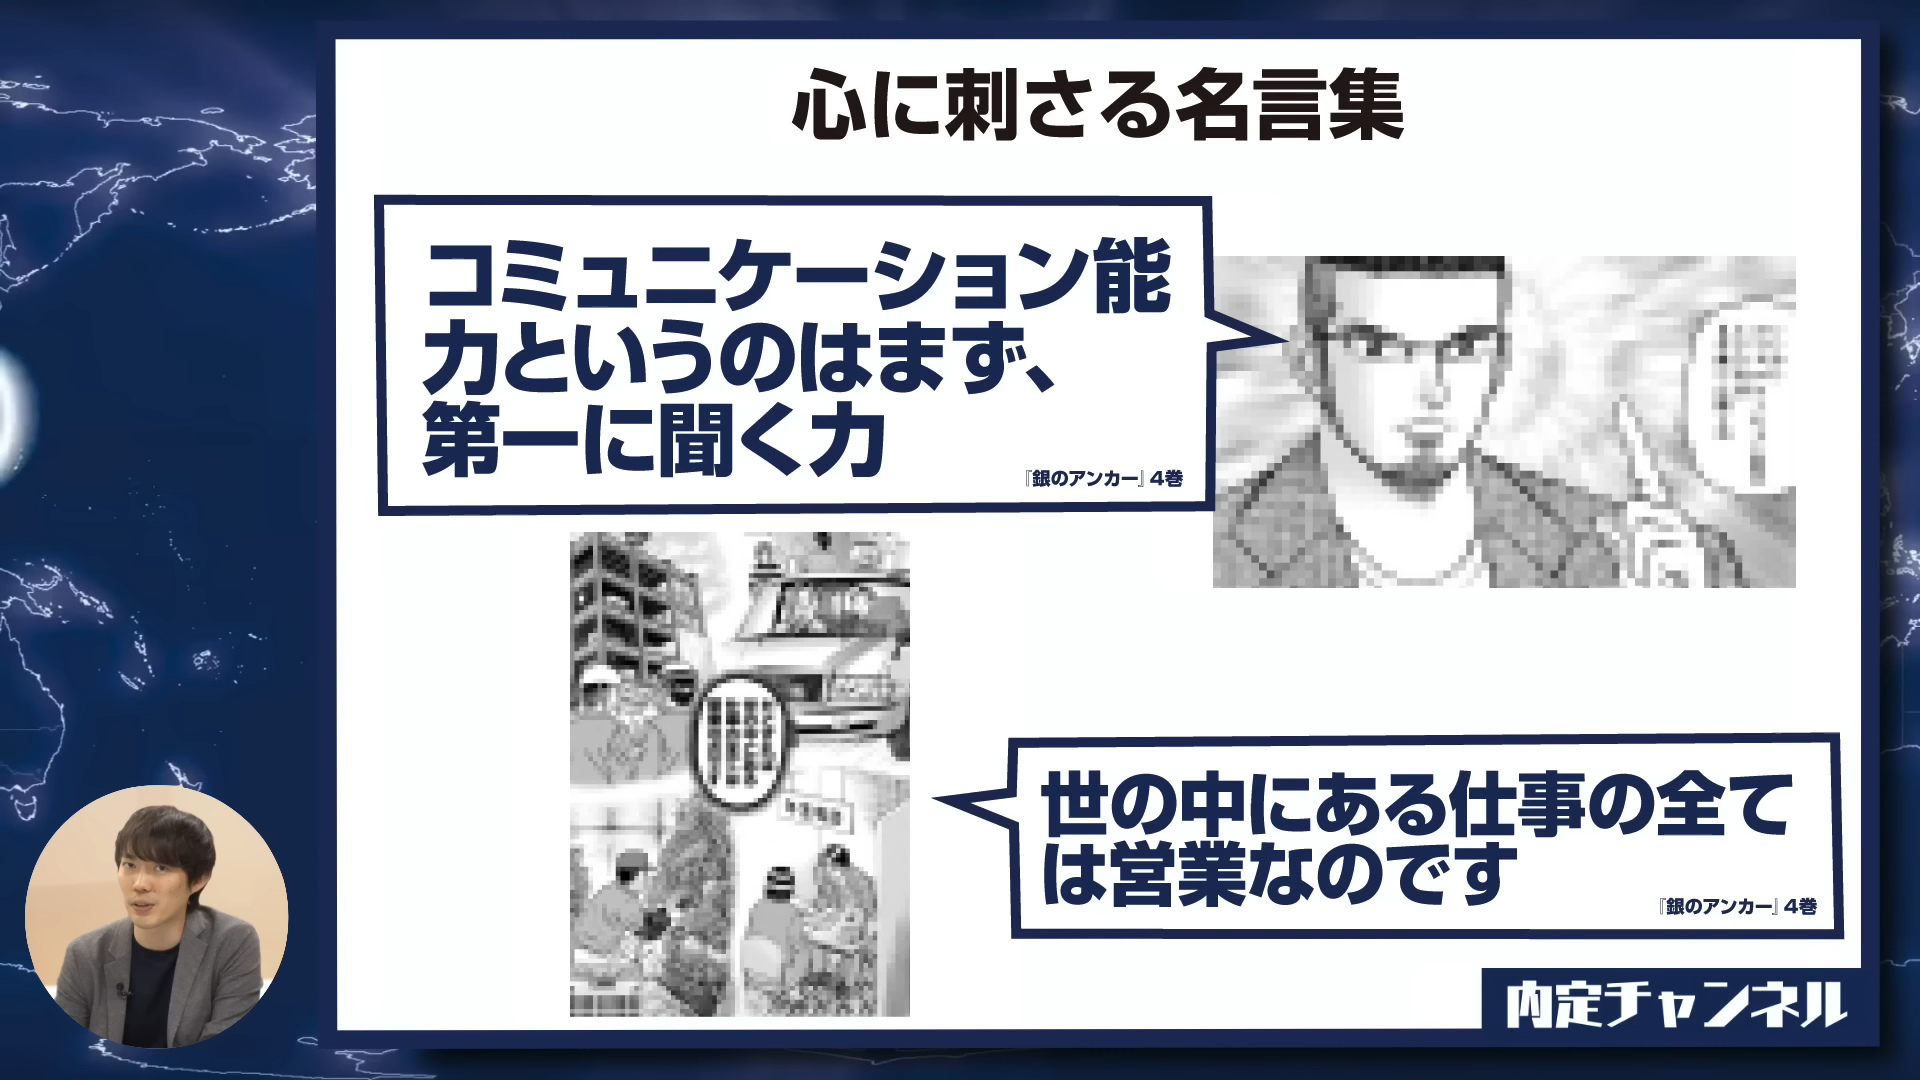 心に刺さる名言集
コミュニケーション能
力というのはまず、
第一に聞く力
『銀のアンカー』4巻
世の中にある仕事の全て
は営業なのです
『銀のアンカー』4巻
内定チャンネル